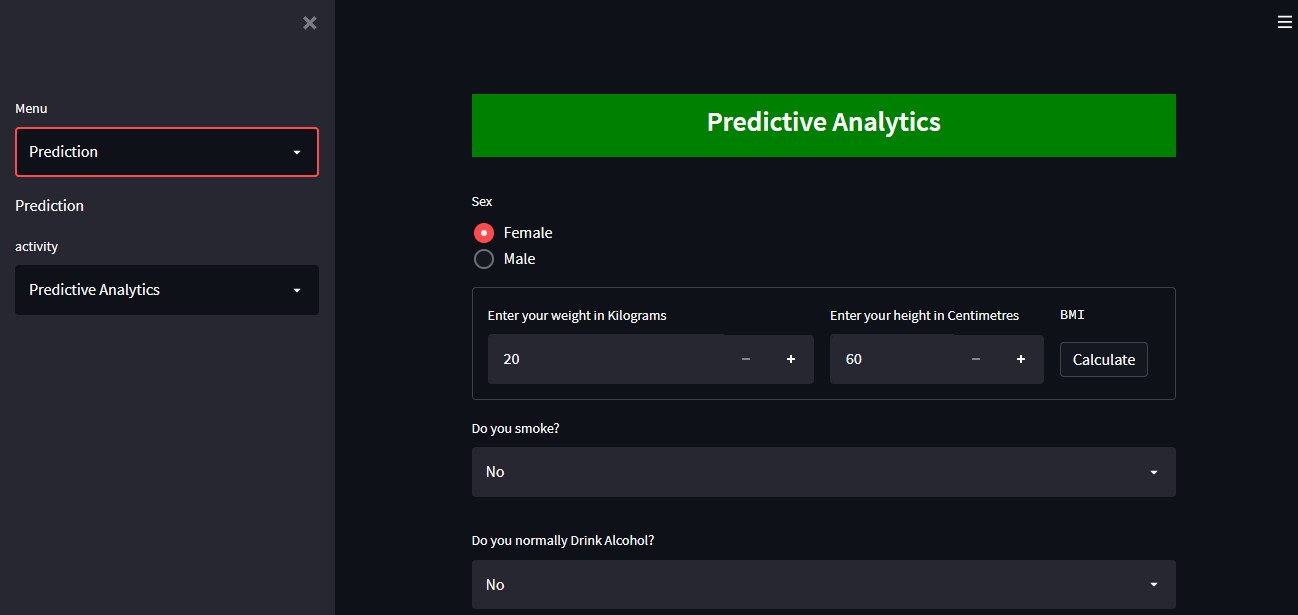 Menu
Prediction
Prediction
activity
Predictive Analytics
Predictive Analytics
Sex
Female
Male
Enter your weight in Kilograms
20
Enter your height in Centimetres
60
BMI
Calculate
Do you smoke?
No
Do you normally Drink Alcohol?
No